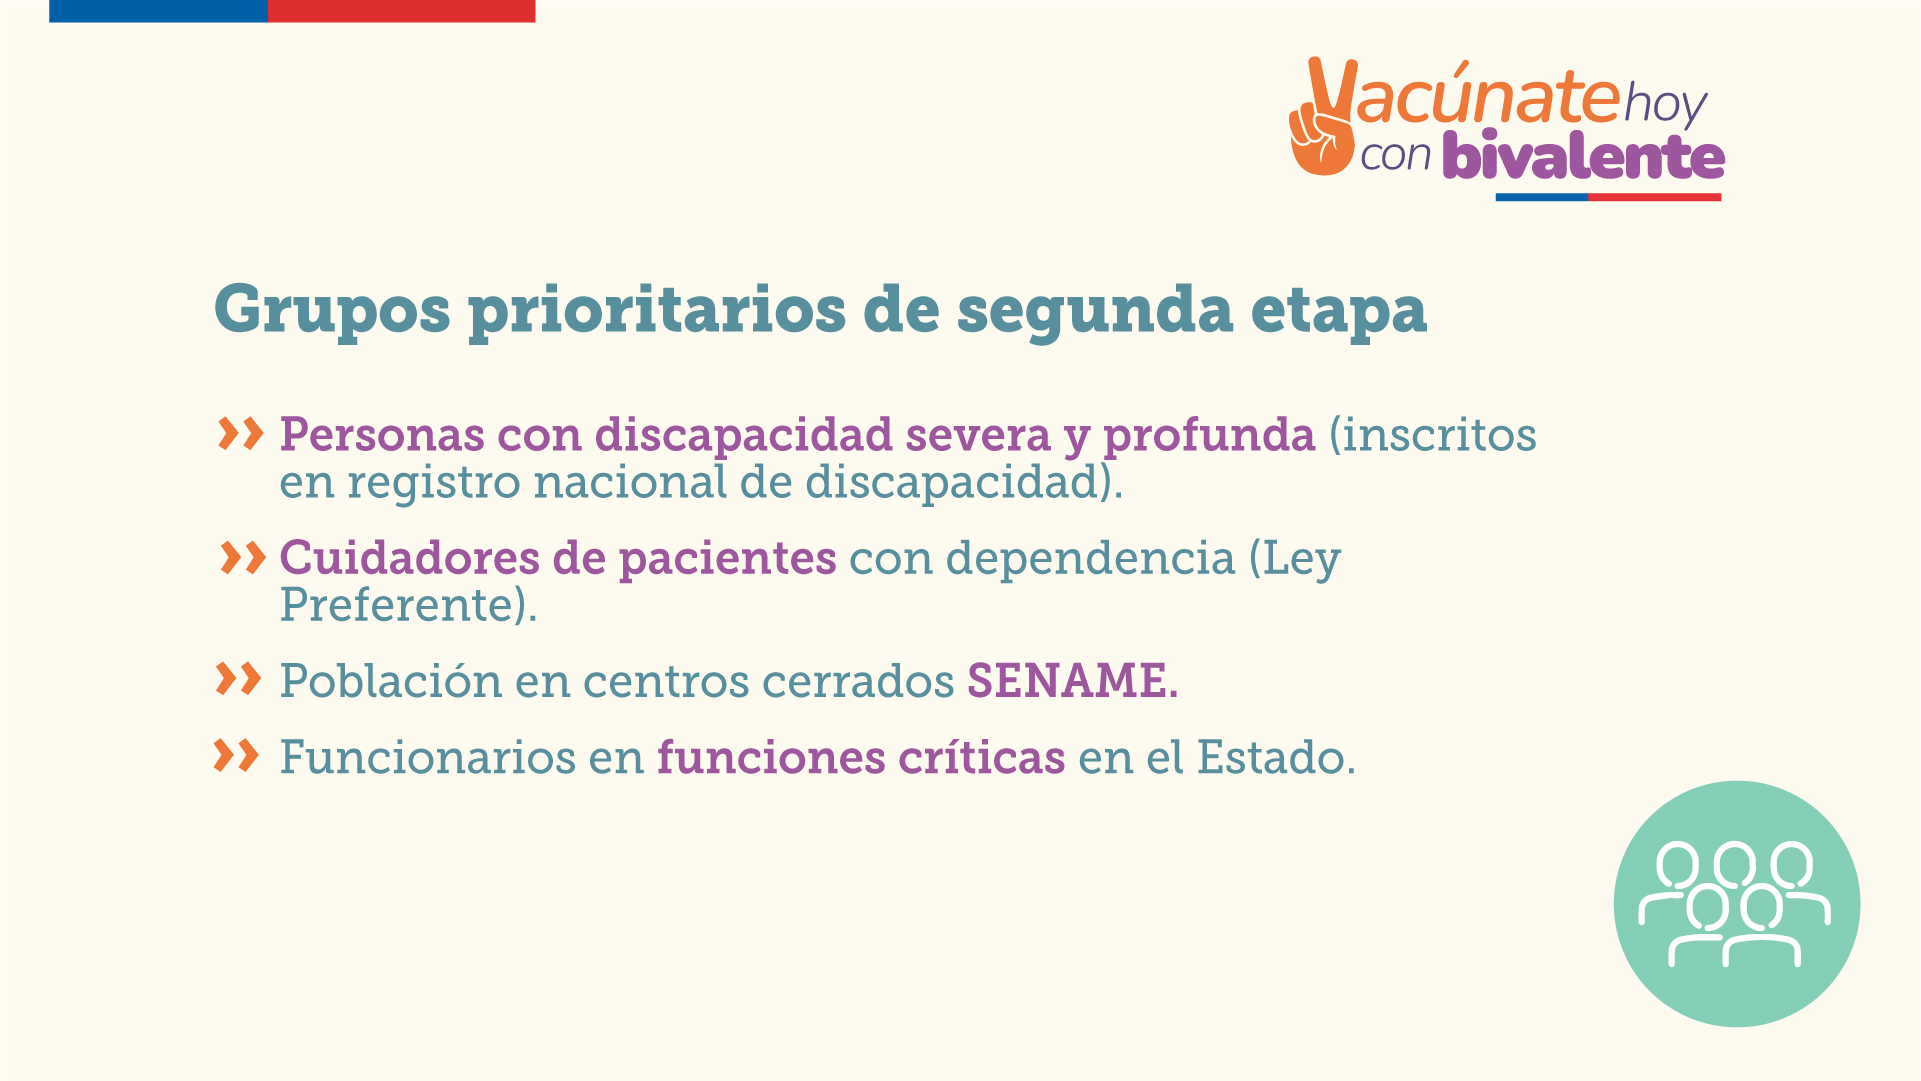 Vacúnate hoy
con bivalente
Grupos prioritarios de segunda etapa
Personas con discapacidad severa y profunda (inscritos
en registro nacional de discapacidad).
Cuidadores de pacientes con dependencia (Ley
Preferente).
Población en centros cerrados SENAME.
Funcionarios en funciones críticas en el Estado.